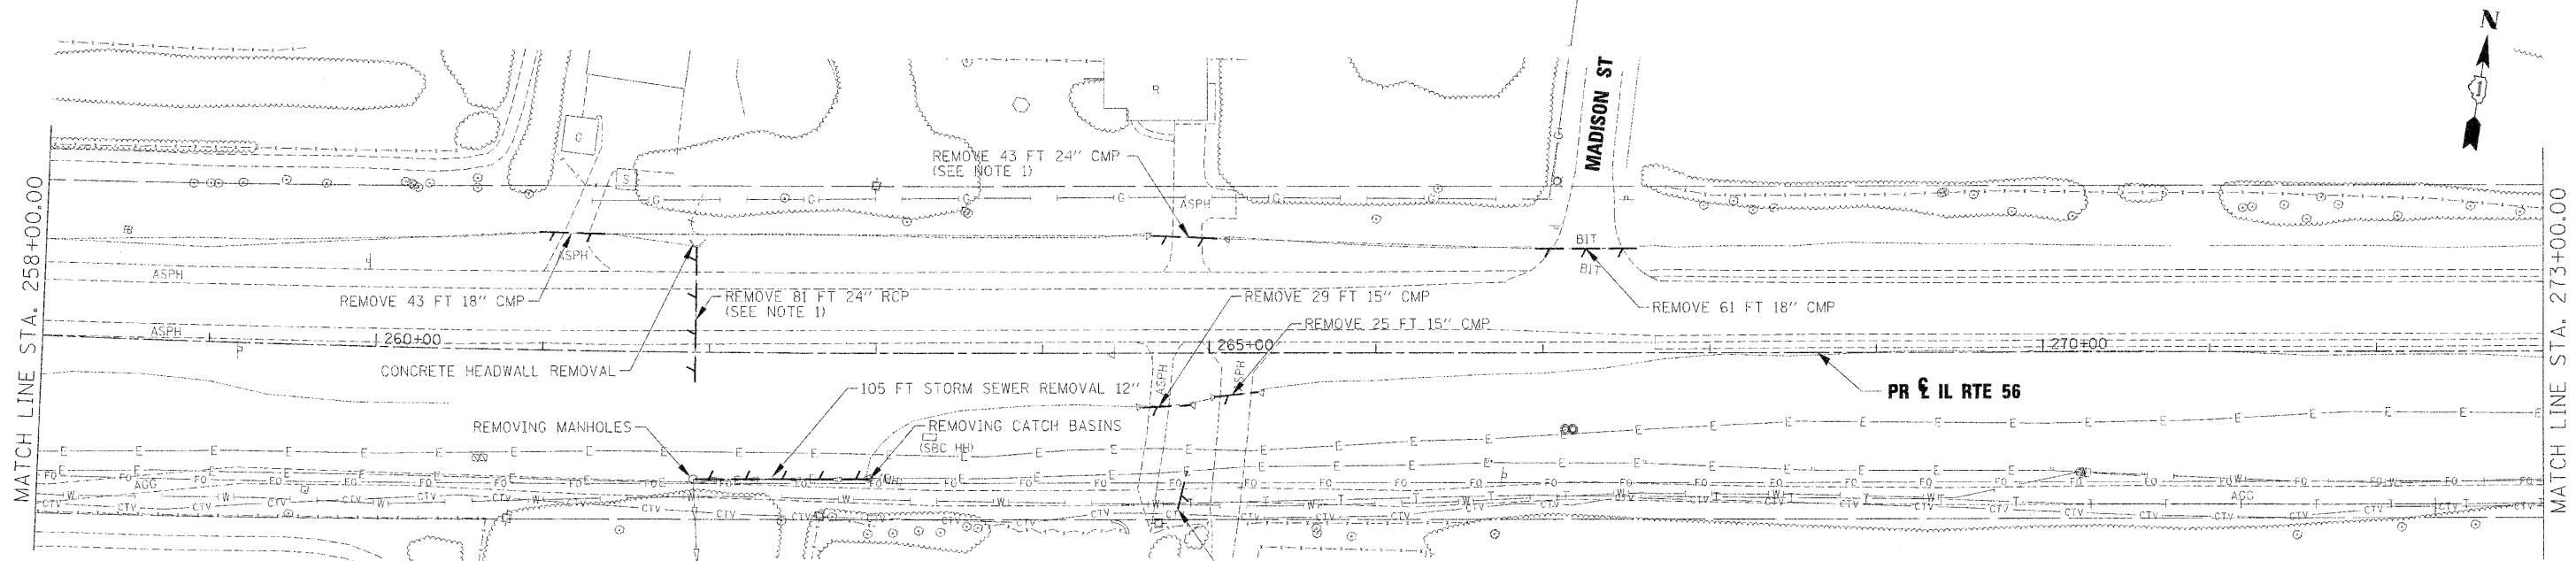 N
MADISON ST
R
G
REMOVE 43 FT 24" CMP
(SEE NOTE 1)
S
G
G
G
G
G
G
G
ASPH
BIT
BIT
ASPH
ASPH
REMOVE 43 FT 18" CMP
REMOVE 81 FT 24" RCP
(SEE NOTE 1)
REMOVE 29 FT 15" CMP
REMOVE 61 FT 18" CMP
REMOVE 25 FT 15" CMP
ASPH
260+00
265+00
270+00
CONCRETE HEADWALL REMOVAL
ASPH
ASPH
105 FT STORM SEWER REMOVAL 12"
PR ℄ IL RTE 56
REMOVING MANHOLES
REMOVING CATCH BASINS
(SBC HH)
AGG
AGG
MATCH LINE STA. 258+00.00
MATCH LINE STA. 273+00.00